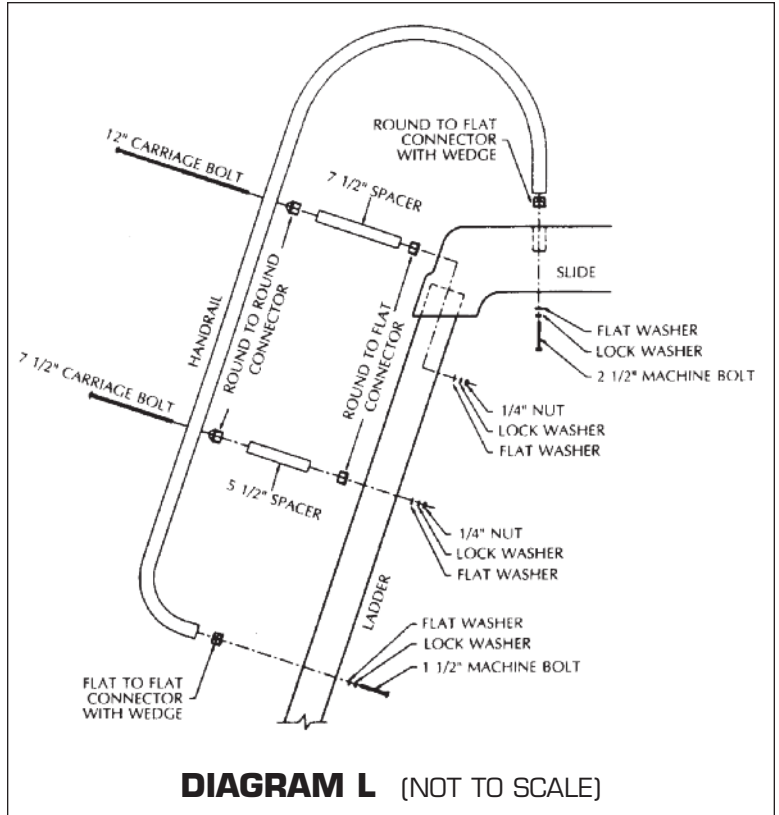 ROUND TO FLAT
CONNECTOR
WITH WEDGE
12" CARRIAGE BOLT
7 1/2" SPACER
SLIDE
HANDRAIL
ROUND TO ROUND
CONNECTOR
ROUND TO FLAT
CONNECTOR
FLAT WASHER
LOCK WASHER
2 1/2" MACHINE BOLT
7 1/2" CARRIAGE BOLT
1/4" NUT
LOCK WASHER
FLAT WASHER
5 1/2" SPACER
1/4" NUT
LOCK WASHER
FLAT WASHER
LADDER
FLAT WASHER
LOCK WASHER
1 1/2" MACHINE BOLT
FLAT TO FLAT
CONNECTOR
WITH WEDGE
DIAGRAM L (NOT TO SCALE)